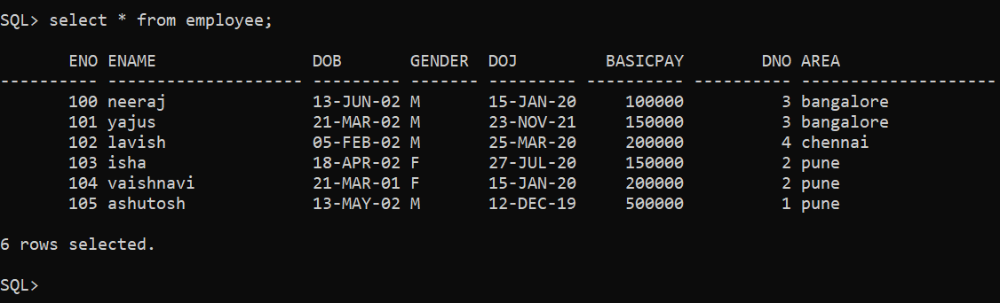 SQL> select * from employee;
       ENO ENAME                DOB       GENDER  DOJ         BASICPAY        DNO AREA
---------- -------------------- --------- ------- --------- ---------- ---------- --------------------
       100 neeraj               13-JUN-02 M       15-JAN-20     100000          3 bangalore
       101 yajus                21-MAR-02 M       23-NOV-21     150000          3 bangalore
       102 lavish               05-FEB-02 M       25-MAR-20     200000          4 chennai
       103 isha                 18-APR-02 F       27-JUL-20     150000          2 pune
       104 vaishnavi            21-MAR-01 F       15-JAN-20     200000          2 pune
       105 ashutosh             13-MAY-02 M       12-DEC-19     500000          1 pune
6 rows selected.
SQL>